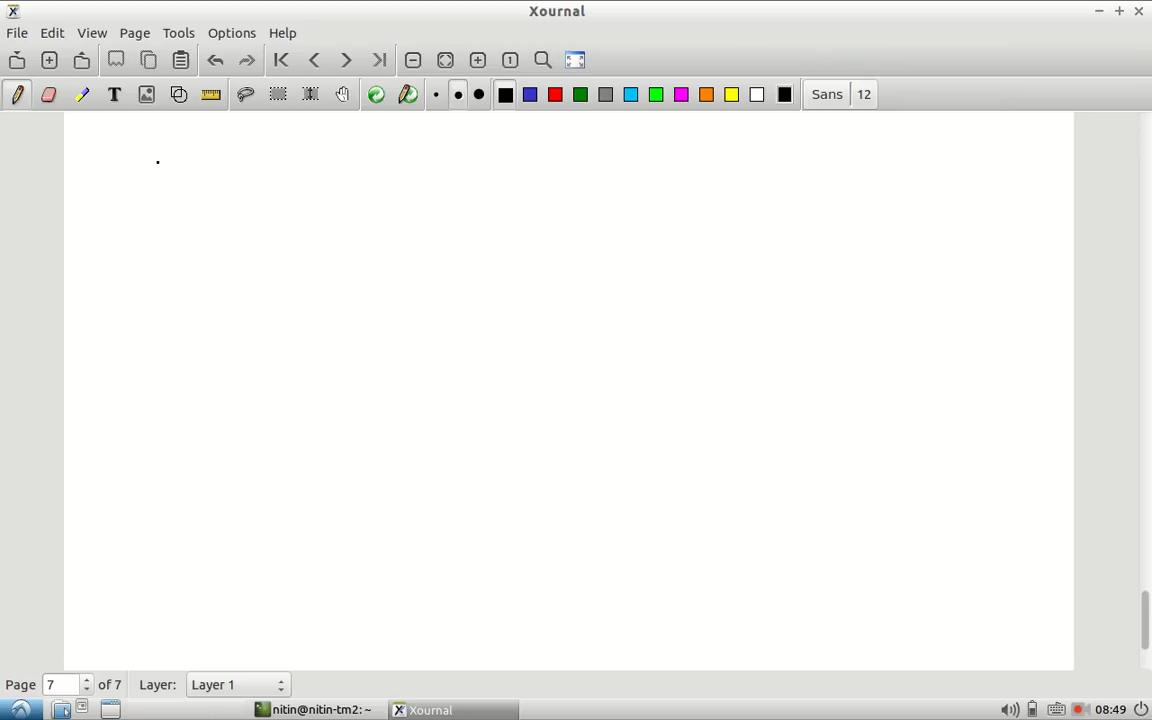 Xournal
File Edit View Page Tools Options Help
T 1 Sans 12
Page 7 of 7 Layer: Layer 1
nitin@nitin-tm2: ~ Xournal 08:49